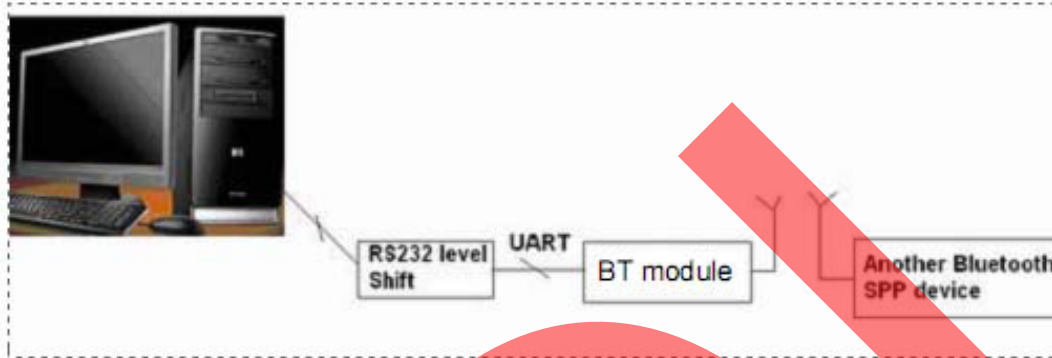 RS232 level
Shift
UART
BT module
Another Bluetooth
SPP device